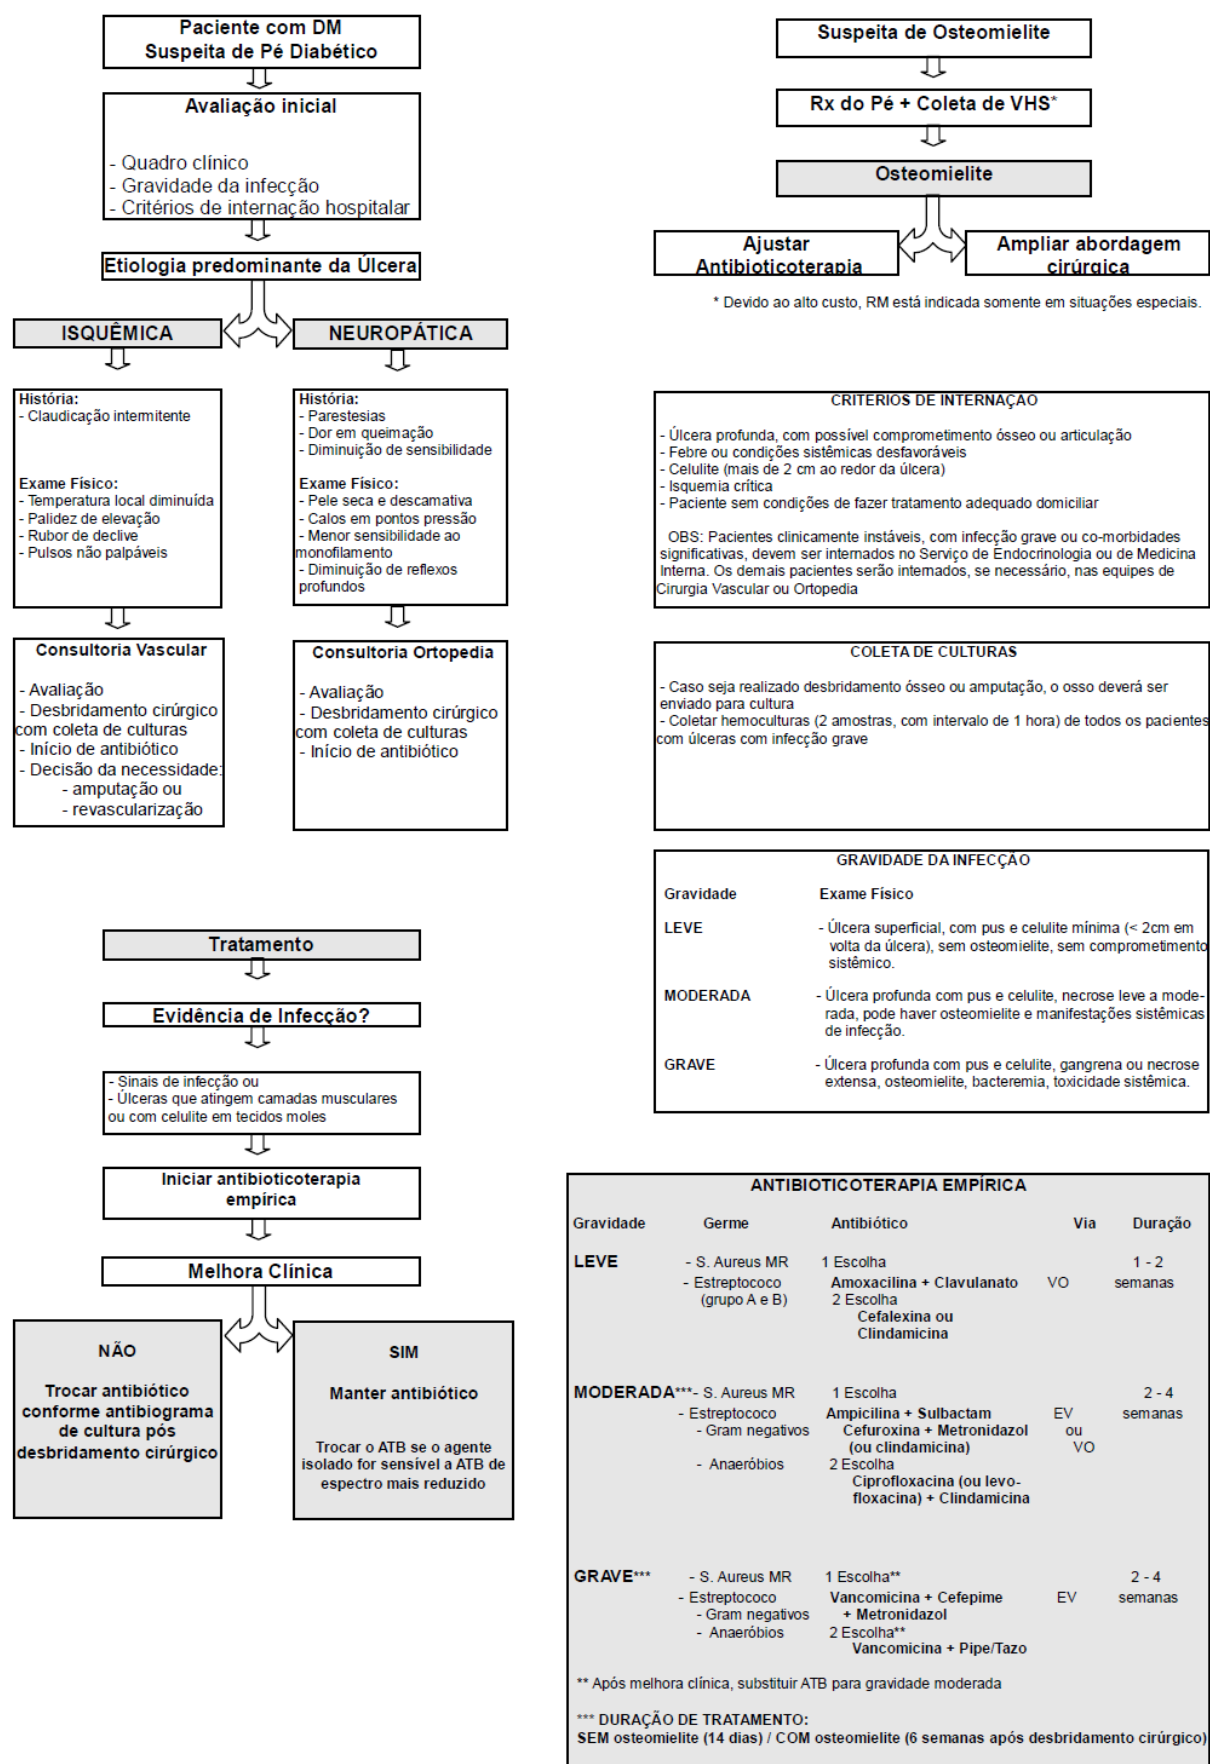 Paciente com DM
Suspeita de Pé Diabético
Avaliação inicial
- Quadro clínico
- Gravidade da infecção
- Critérios de internação hospitalar
Etiologia predominante da Úlcera
ISQUÊMICA
História:
- Claudicação intermitente
Exame Físico:
- Temperatura local diminuída
- Palidez de elevação
- Rubor de declive
- Pulsos não palpáveis
Consultoria Vascular
- Avaliação
- Desbridamento cirúrgico
com coleta de culturas
- Início de antibiótico
- Decisão da necessidade:
- amputação ou
- revascularização
NEUROPÁTICA
História:
- Parestesias
- Dor em queimação
- Diminuição de sensibilidade
Exame Físico:
- Pele seca e descamativa
- Calos em pontos pressão
- Menor sensibilidade ao
monofilamento
- Diminuição de reflexos
profundos
Consultoria Ortopedia
- Avaliação
- Desbridamento cirúrgico
com coleta de culturas
- Início de antibiótico
Tratamento
Evidência de Infecção?
- Sinais de infecção ou
- Úlceras que atingem camadas musculares
ou com celulite em tecidos moles
Iniciar antibioticoterapia
empírica
Melhora Clínica
NÃO
Trocar antibiótico
conforme antibiograma
de cultura pós
desbridamento cirúrgico
SIM
Manter antibiótico
Trocar o ATB se o agente
isolado for sensível a ATB de
espectro mais reduzido
Suspeita de Osteomielite
Rx do Pé + Coleta de VHS*
Osteomielite
Ajustar
Antibioticoterapia
Ampliar abordagem
cirúrgica
* Devido ao alto custo, RM está indicada somente em situações especiais.
CRITERIOS DE INTERNAÇAO
- Úlcera profunda, com possível comprometimento ósseo ou articulação
- Febre ou condições sistêmicas desfavoráveis
- Celulite (mais de 2 cm ao redor da úlcera)
- Isquemia crítica
- Paciente sem condições de fazer tratamento adequado domiciliar
OBS: Pacientes clinicamente instáveis, com infecção grave ou co-morbidades
significativas, devem ser internados no Serviço de Endocrinologia ou de Medicina
Interna. Os demais pacientes serão internados, se necessário, nas equipes de
Cirurgia Vascular ou Ortopedia
COLETA DE CULTURAS
- Caso seja realizado desbridamento ósseo ou amputação, o osso deverá ser
enviado para cultura
- Coletar hemoculturas (2 amostras, com intervalo de 1 hora) de todos os pacientes
com úlceras com infecção grave
GRAVIDADE DA INFECÇÃO
Gravidade Exame Físico
LEVE - Úlcera superficial, com pus e celulite mínima (< 2cm em
volta da úlcera), sem osteomielite, sem comprometimento
sistêmico.
MODERADA - Úlcera profunda com pus e celulite, necrose leve a mode-
rada, pode haver osteomielite e manifestações sistêmicas
de infecção.
GRAVE - Úlcera profunda com pus e celulite, gangrena ou necrose
extensa, osteomielite, bacteremia, toxicidade sistêmica.
ANTIBIOTICOTERAPIA EMPÍRICA
Gravidade Germe Antibiótico Via Duração
LEVE - S. Aureus MR 1 Escolha 1 - 2
- Estreptococo Amoxacilina + Clavulanato VO semanas
(grupo A e B) 2 Escolha
Cefalexina ou
Clindamicina
MODERADA*** - S. Aureus MR 1 Escolha 2 - 4
- Estreptococo Ampicilina + Sulbactam EV semanas
- Gram negativos Cefuroxina + Metronidazol ou
(ou clindamicina) VO
- Anaeróbios 2 Escolha
Ciprofloxacina (ou levo-
floxacina) + Clindamicina
GRAVE*** - S. Aureus MR 1 Escolha** 2 - 4
- Estreptococo Vancomicina + Cefepime EV semanas
- Gram negativos + Metronidazol
- Anaeróbios 2 Escolha**
Vancomicina + Pipe/Tazo
** Após melhora clínica, substituir ATB para gravidade moderada
*** DURAÇÃO DE TRATAMENTO:
SEM osteomielite (14 dias) / COM osteomielite (6 semanas após desbridamento cirúrgico)